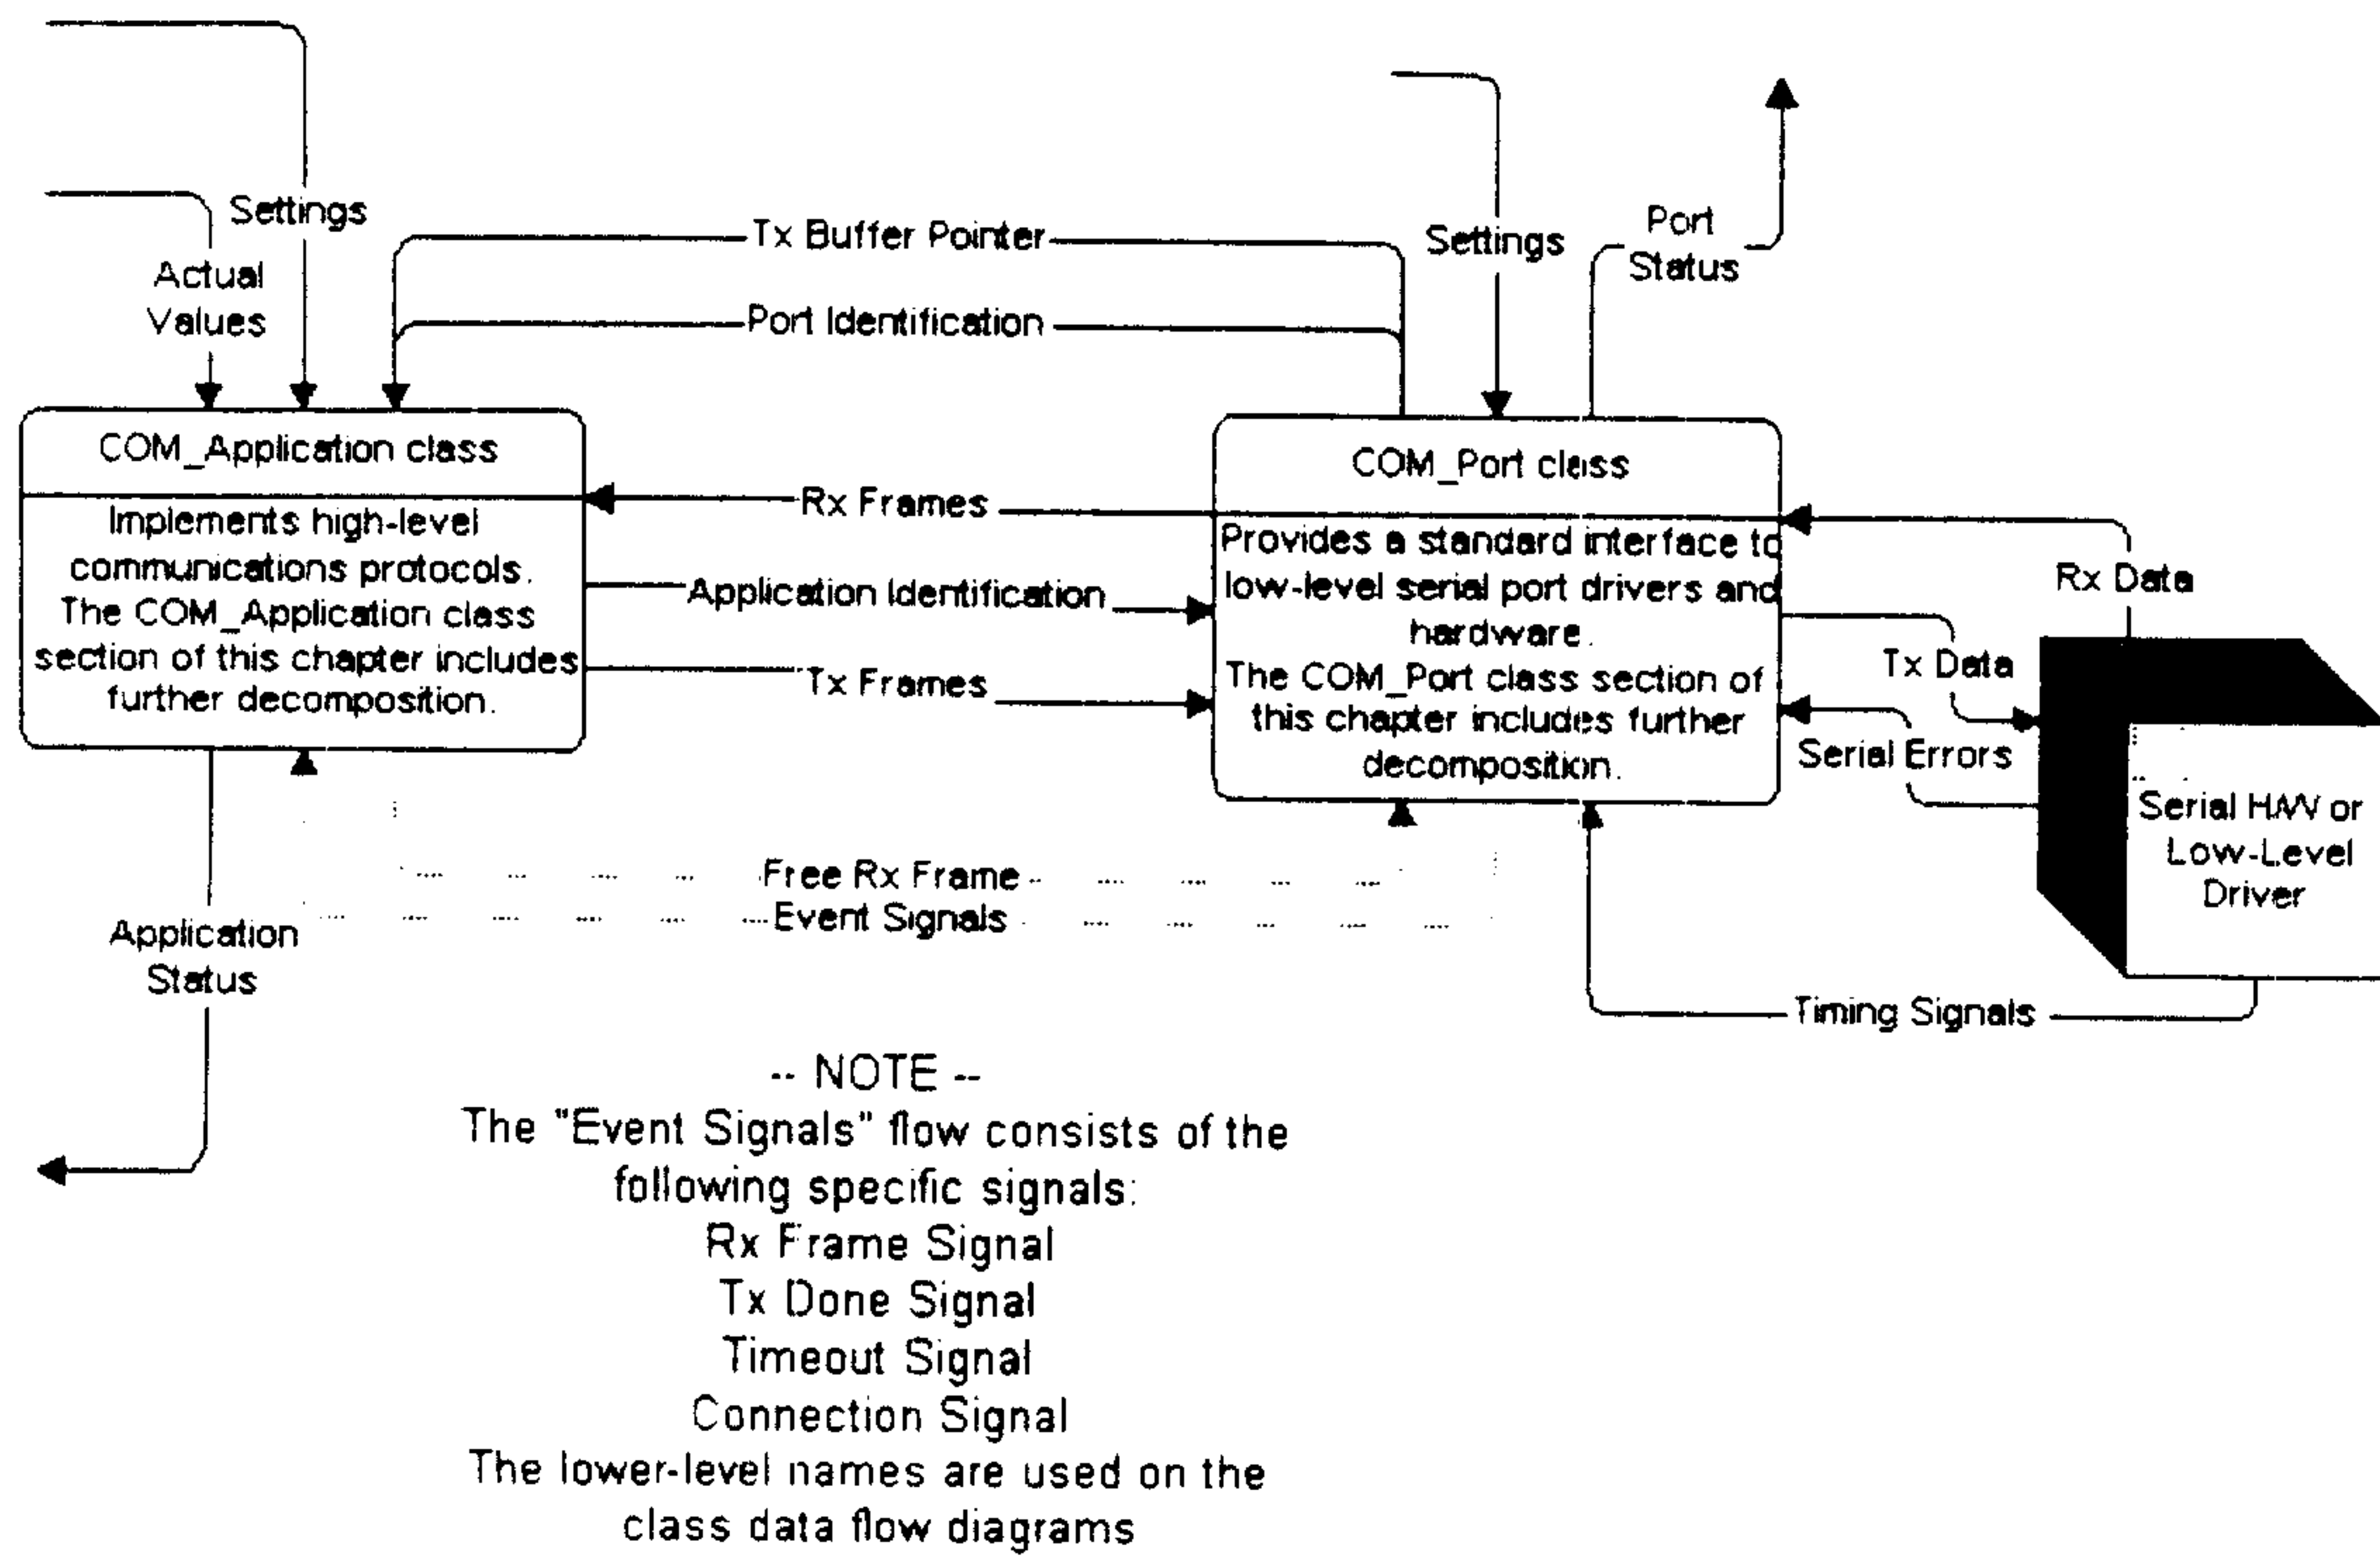 Settings
Actual
Values
Tx Buffer Pointer
Port Identification
Settings
Port
Status
COM_Application class
Implements high-level
communications protocols.
The COM_Application class
section of this chapter includes
further decomposition.
Rx Frames
Application Identification
Tx Frames
COM_Port class
Provides a standard interface to
low-level serial port drivers and
hardware.
The COM_Port class section of
this chapter includes further
decomposition.
Rx Data
Tx Data
Serial Errors
Serial H/W or
Low-Level
Driver
Free Rx Frame
Event Signals
Application
Status
Timing Signals
-- NOTE --
The "Event Signals" flow consists of the
following specific signals:
Rx Frame Signal
Tx Done Signal
Timeout Signal
Connection Signal
The lower-level names are used on the
class data flow diagrams